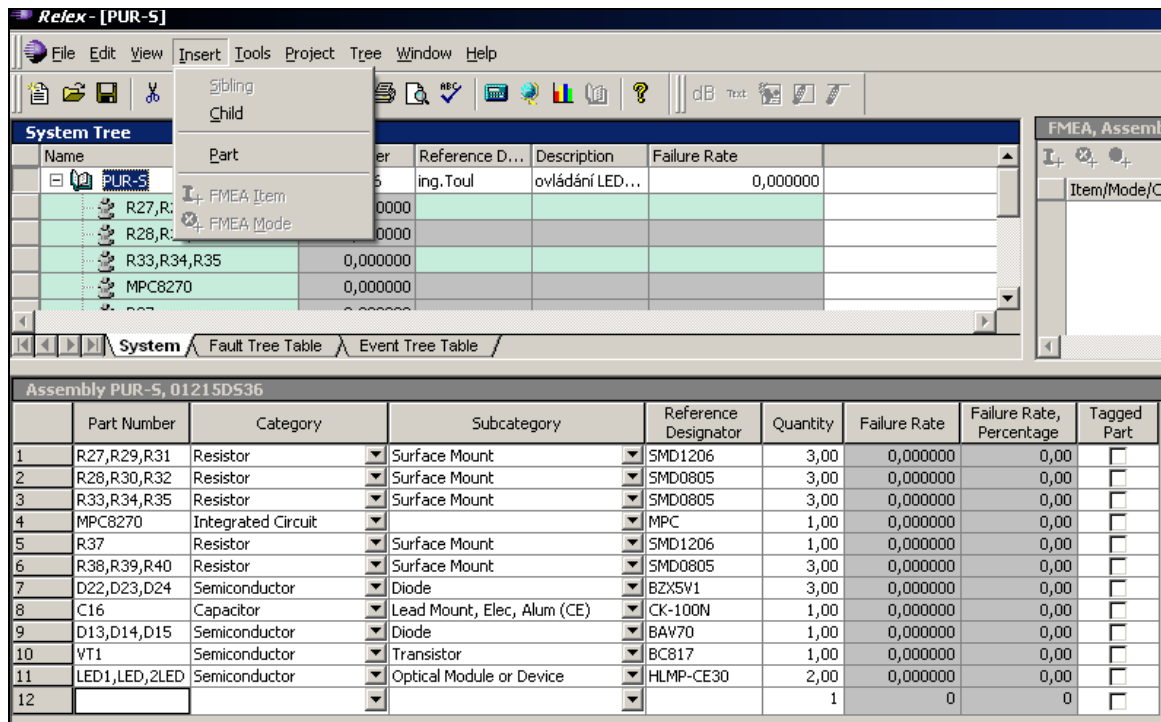 Relex - [PUR-S]
File Edit View Insert Tools Project Tree Window Help
Sibling
Child
Part
FMEA Item
FMEA Mode
ABC
? dB Text
System Tree
Name Reference D... Description Failure Rate
PUR-S ing.Toul ovládání LED... 0,000000
R33,R34,R35 0,000000
MPC8270 0,000000
System Fault Tree Table Event Tree Table
Item/Mode/C
Assembly PUR-S, 01215DS36
Part Number Category Subcategory Reference Designator Quantity Failure Rate Failure Rate, Percentage Tagged Part
1 R27,R29,R31 Resistor Surface Mount SMD1206 3,00 0,000000 0,00
2 R28,R30,R32 Resistor Surface Mount SMD0805 3,00 0,000000 0,00
3 R33,R34,R35 Resistor Surface Mount SMD0805 3,00 0,000000 0,00
4 MPC8270 Integrated Circuit MPC 1,00 0,000000 0,00
5 R37 Resistor Surface Mount SMD1206 1,00 0,000000 0,00
6 R38,R39,R40 Resistor Surface Mount SMD0805 3,00 0,000000 0,00
7 D22,D23,D24 Semiconductor Diode BZX5V1 3,00 0,000000 0,00
8 C16 Capacitor Lead Mount, Elec, Alum (CE) CK-100N 1,00 0,000000 0,00
9 D13,D14,D15 Semiconductor Diode BAV70 1,00 0,000000 0,00
10 VT1 Semiconductor Transistor BC817 1,00 0,000000 0,00
11 LED1,LED,2LED Semiconductor Optical Module or Device HLMP-CE30 2,00 0,000000 0,00
12 1 0 0